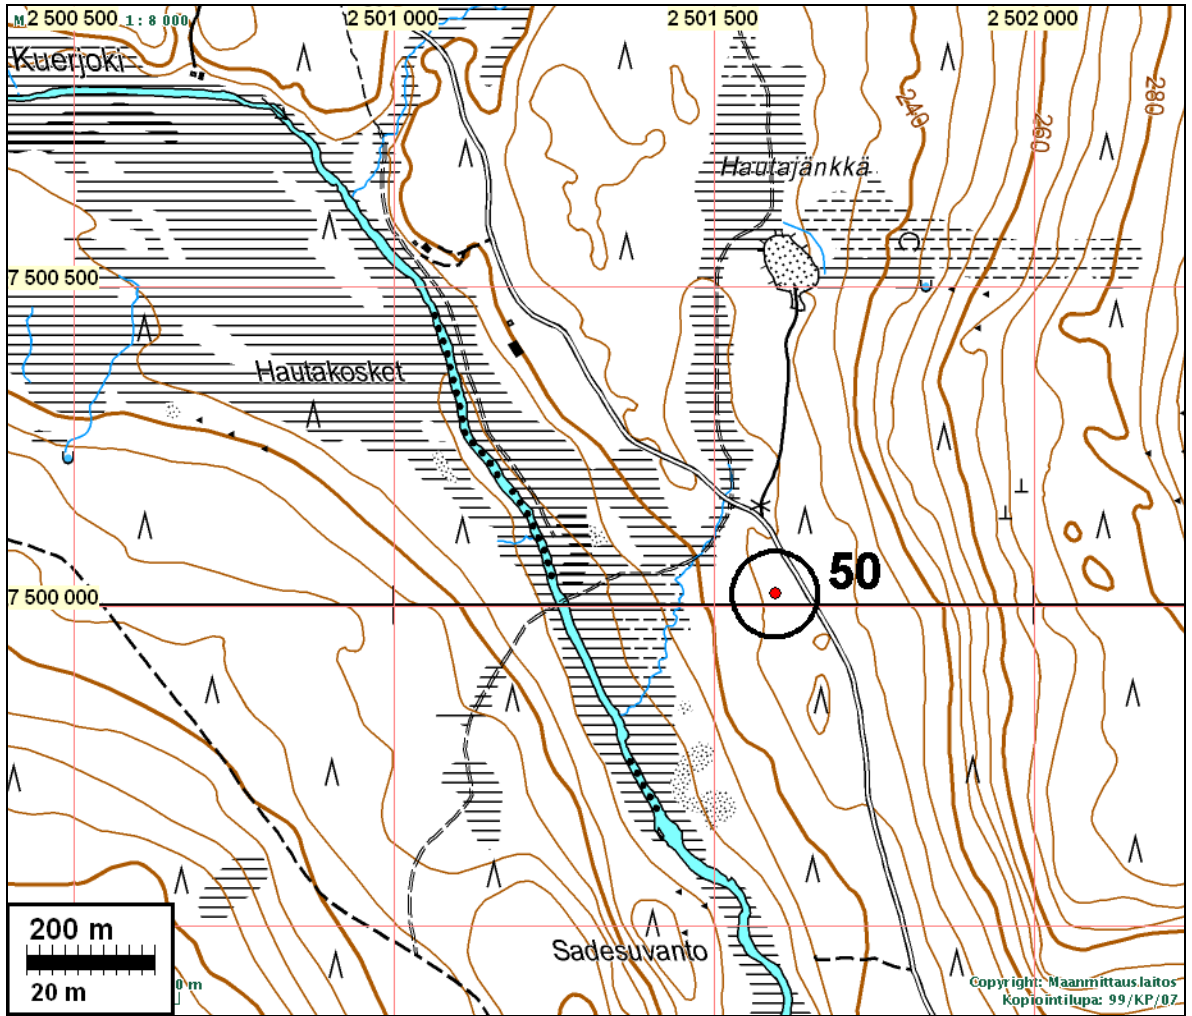 M 1:8 000
2 500 500
2 501 000
2 501 500
2 502 000
Kuerjoki
240
260
280
Hautajänkkä
7 500 500
Hautakosket
50
7 500 000
200 m
20 m
0 m
Sadesuvanto
Copyright: Maanmittauslaitos
Kopiointilupa: 99/KP/07